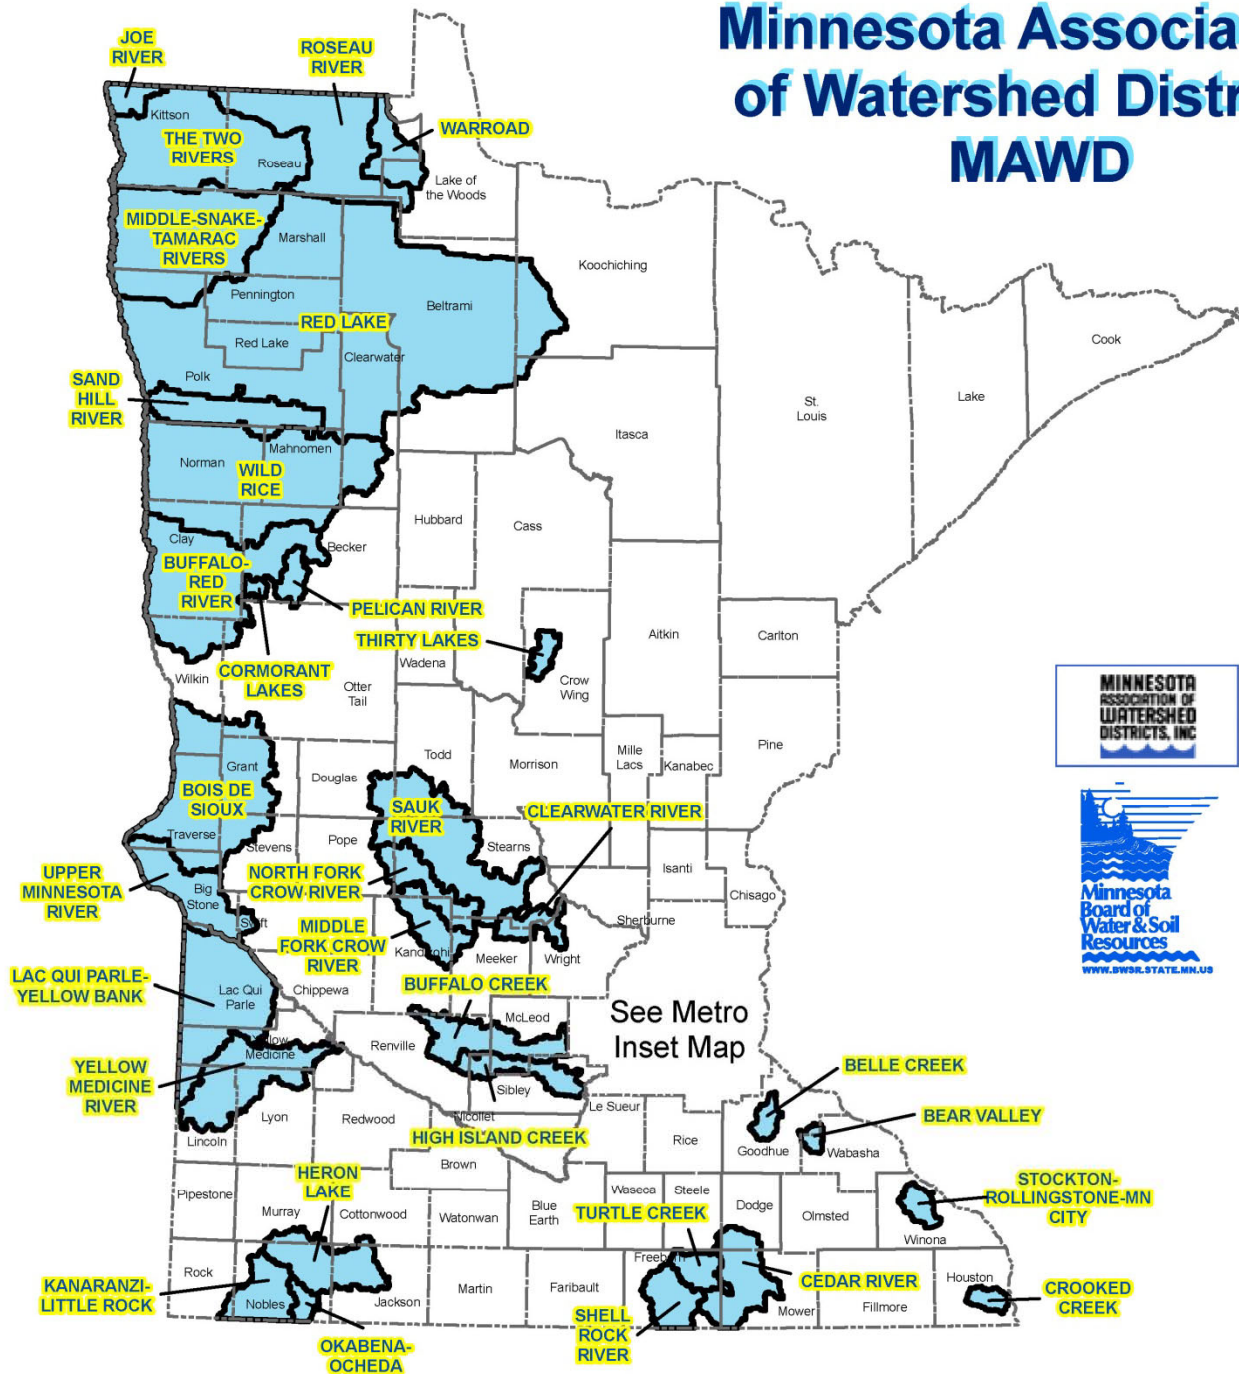 Minnesota Associa
of Watershed Distr
MAWD
JOE
RIVER
ROSEAU
RIVER
Kittson
WARROAD
THE TWO
RIVERS
Roseau
Lake of
the Woods
MIDDLE-SNAKE-
TAMARAC
RIVERS
Marshall
Koochiching
Pennington
Beltrami
RED LAKE
Red Lake
Clearwater
Cook
Polk
SAND
HILL
RIVER
Lake
St.
Louis
Itasca
Mahnomen
Norman
WILD
RICE
Hubbard
Cass
Clay
Becker
BUFFALO-
RED
RIVER
PELICAN RIVER
THIRTY LAKES
Aitkin
Carlton
Wadena
CORMORANT
LAKES
Wilkin
Otter
Tail
Crow
Wing
MINNESOTA
ASSOCIATION OF
WATERSHED
DISTRICTS, INC
Pine
Todd
Mille
Lacs
Kanabec
Morrison
Grant
Douglas
BOIS DE
SIOUX
SAUK
RIVER
CLEARWATER RIVER
Traverse
Stevens
Pope
Stearns
UPPER
MINNESOTA
RIVER
NORTH FORK
CROW RIVER
Isanti
Chisago
Big
Stone
Swift
Sherburne
MIDDLE
FORK CROW
RIVER
Kandiyohi
Meeker
Wright
Minnesota
Board of
Water & Soil
Resources
WWW.BWSR.STATE.MN.US
LAC QUI PARLE-
YELLOW BANK
Lac Qui
Parle
Chippewa
BUFFALO CREEK
McLeod
See Metro
Inset Map
Renville
Yellow
Medicine
YELLOW
MEDICINE
RIVER
BELLE CREEK
Sibley
Nicollet
Le Sueur
BEAR VALLEY
Lyon
Redwood
Lincoln
HIGH ISLAND CREEK
Rice
Goodhue
Wabasha
Brown
HERON
LAKE
Pipestone
Murray
Cottonwood
Watonwan
Blue
Earth
Waseca
Steele
Dodge
Olmsted
STOCKTON-
ROLLINGSTONE-MN
CITY
TURTLE CREEK
Winona
Freeborn
Rock
KANARANZI-
LITTLE ROCK
Nobles
Jackson
Martin
Faribault
CEDAR RIVER
Mower
Fillmore
Houston
CROOKED
CREEK
SHELL
ROCK
RIVER
OKABENA-
OCHEDA